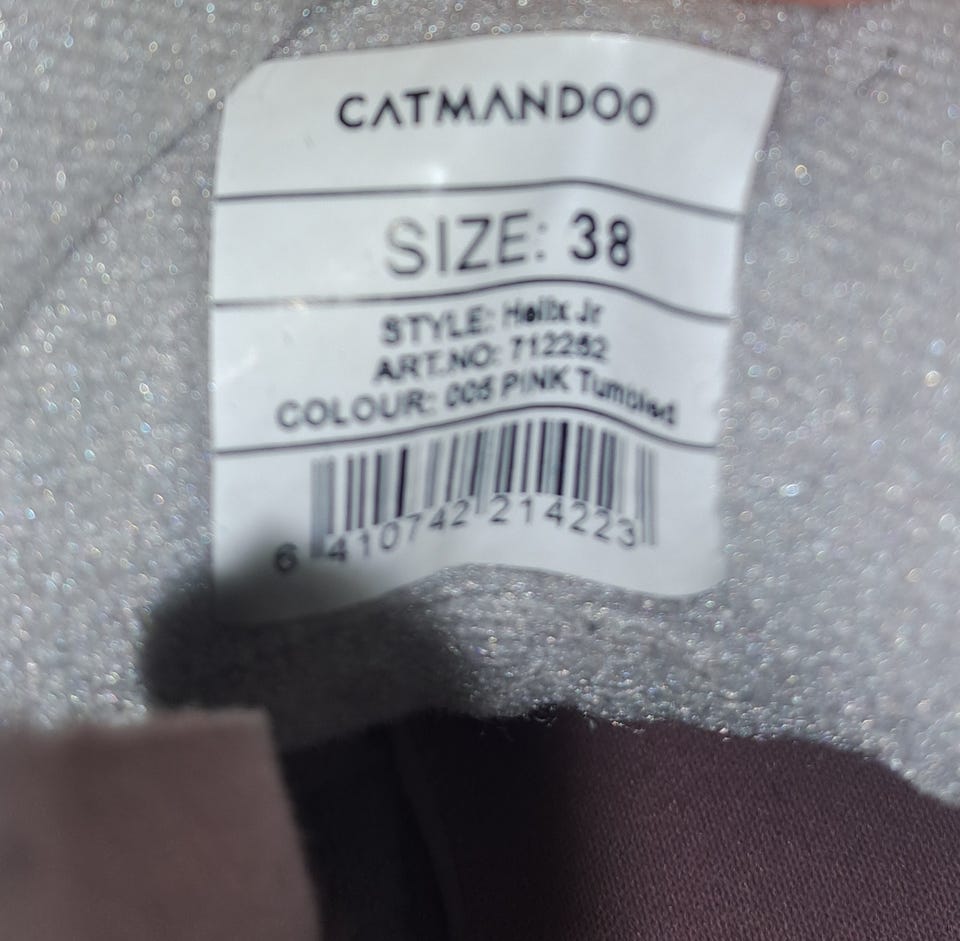 CATMANDOO
SIZE: 38
STYLE: Helix Jr
ART.NO: 712252
COLOUR: 005 PINK Tumbled
6 410742 214223